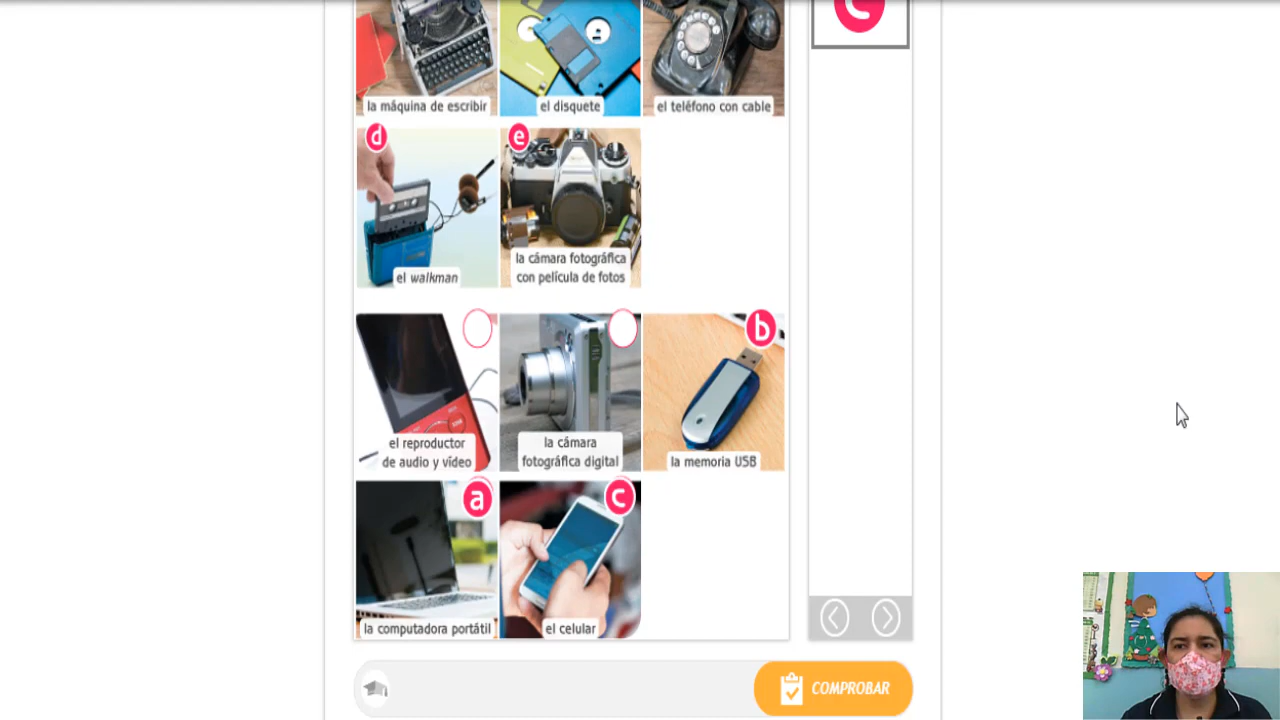 c
la máquina de escribir
el disquete
el teléfono con cable
d
e
el walkman
la cámara fotográfica
con película de fotos
b
el reproductor
de audio y vídeo
la cámara
fotográfica digital
la memoria USB
a
c
la computadora portátil
el celular
COMPROBAR